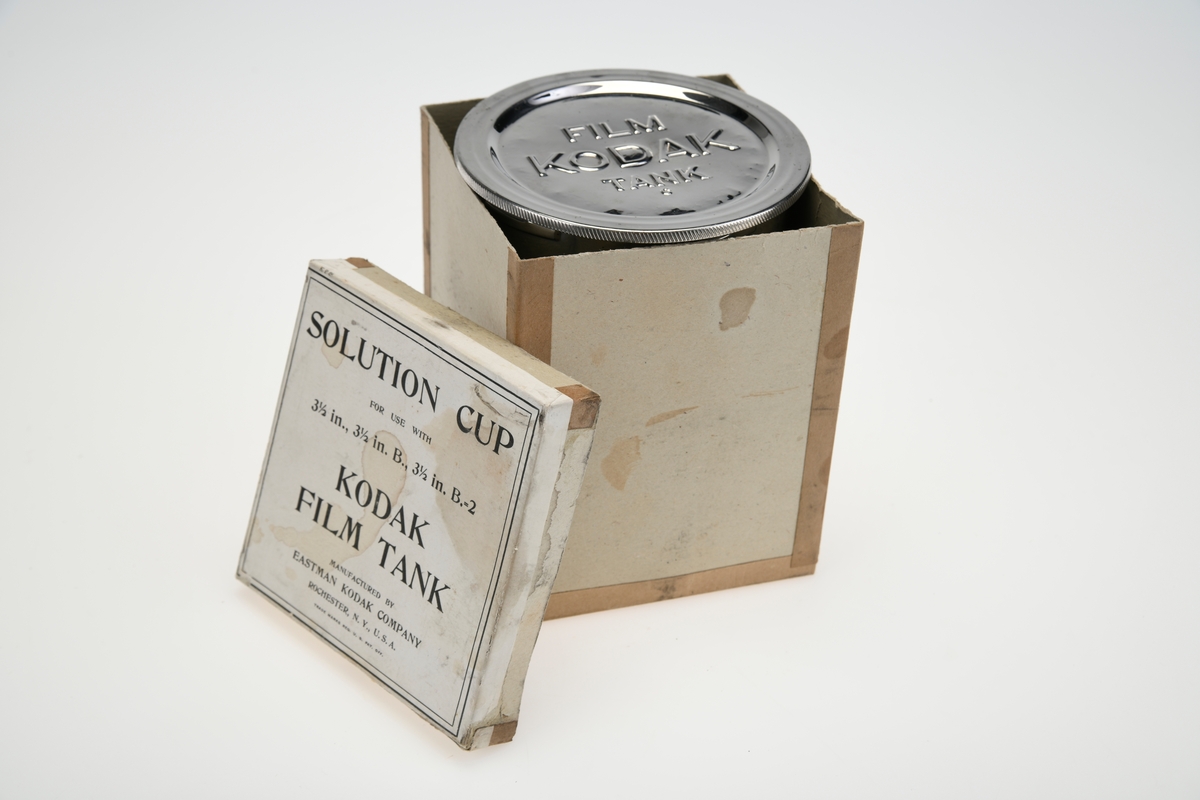 FILM
KODAK
TANK
SOLUTION CUP
FOR USE WITH
3½ in., 3½ in. B., 3½ in. B.-2
KODAK
FILM TANK
MANUFACTURED BY
EASTMAN KODAK COMPANY
ROCHESTER, N. Y., U. S. A.